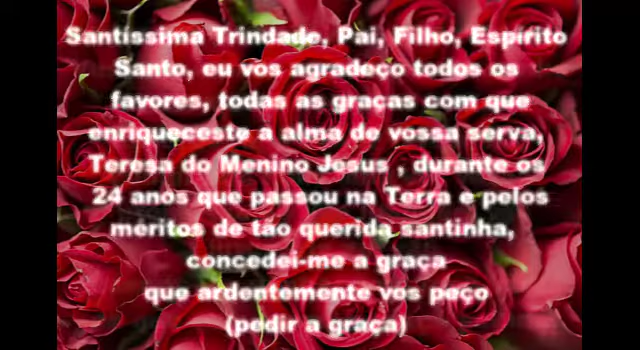 Santíssima Trindade, Pai, Filho, Espírito
Santo, eu vos agradeço todos os
favores, todas as graças com que
enriqueceste a alma de vossa serva,
Teresa do Menino Jesus , durante os
24 anos que passou na Terra e pelos
méritos de tão querida santinha,
concedei-me a graça
que ardentemente vos peço
(pedir a graça)